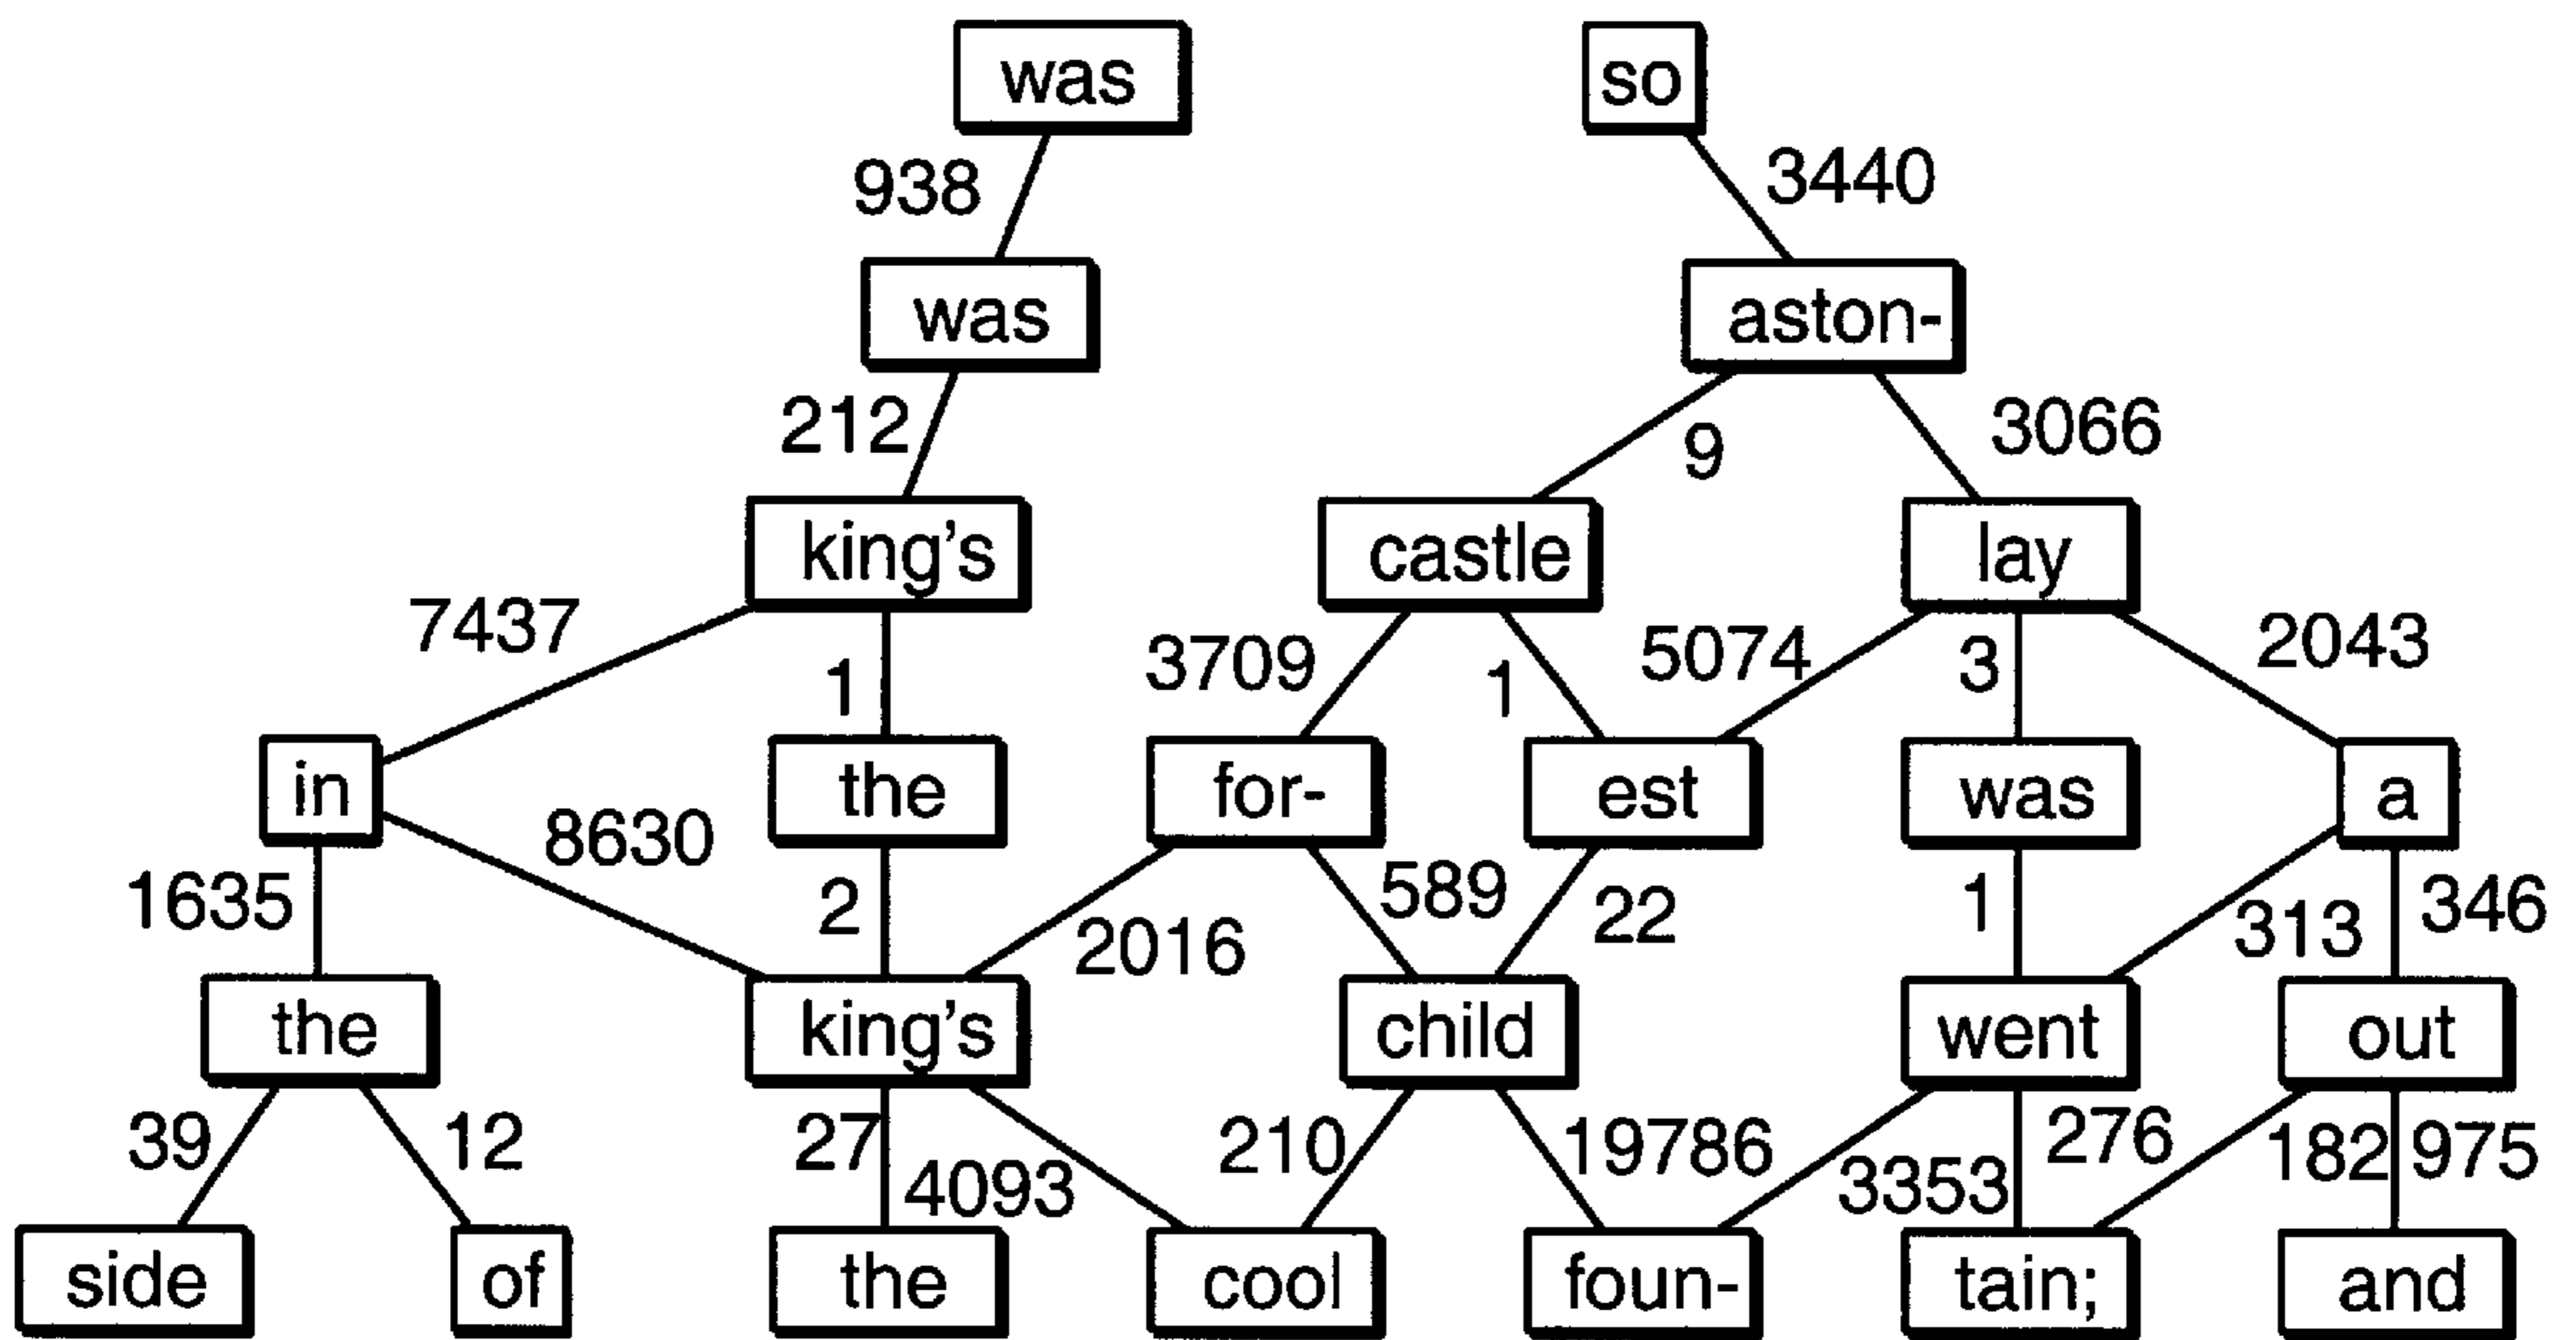 was so
938 3440
was aston-
212 9 3066
king's castle lay
7437 1 3709 1 5074 3 2043
in the for- est was a
1635 8630 2 2016 589 22 1 313 346
the king's child went out
39 12 27 4093 210 19786 3353 276 182 975
side of the cool foun- tain; and